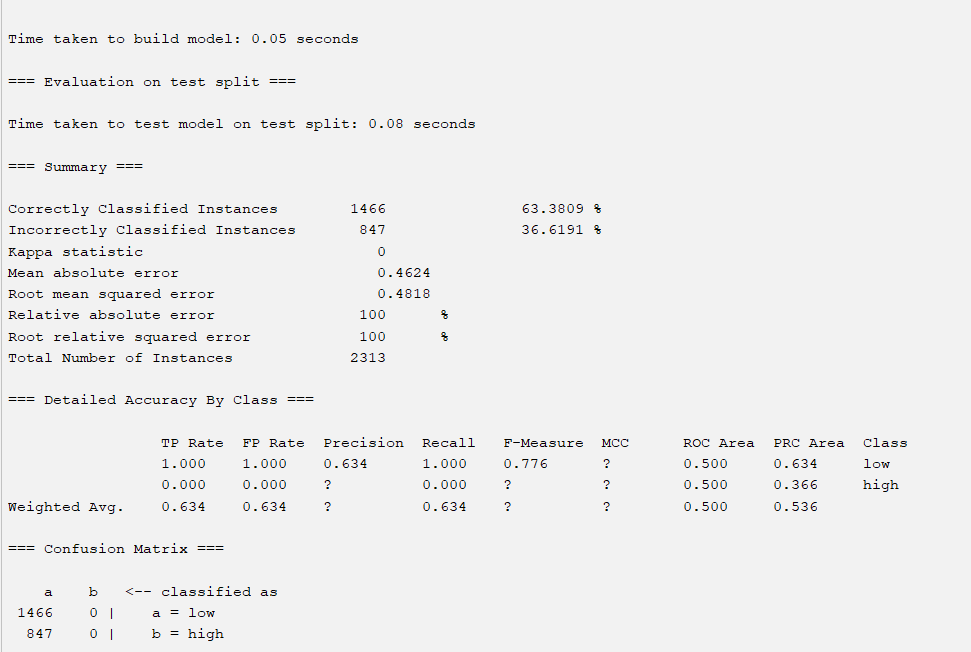 Time taken to build model: 0.05 seconds
=== Evaluation on test split ===
Time taken to test model on test split: 0.08 seconds
=== Summary ===
Correctly Classified Instances        1466               63.3809 %
Incorrectly Classified Instances       847               36.6191 %
Kappa statistic                          0
Mean absolute error                      0.4624
Root mean squared error                  0.4818
Relative absolute error                100      %
Root relative squared error            100      %
Total Number of Instances             2313
=== Detailed Accuracy By Class ===
                 TP Rate  FP Rate  Precision  Recall   F-Measure  MCC      ROC Area  PRC Area  Class
                 1.000    1.000    0.634      1.000    0.776      ?        0.500     0.634     low
                 0.000    0.000    ?          0.000    ?          ?        0.500     0.366     high
Weighted Avg.    0.634    0.634    ?          0.634    ?          ?        0.500     0.536
=== Confusion Matrix ===
    a    b   <-- classified as
 1466    0 |    a = low
  847    0 |    b = high